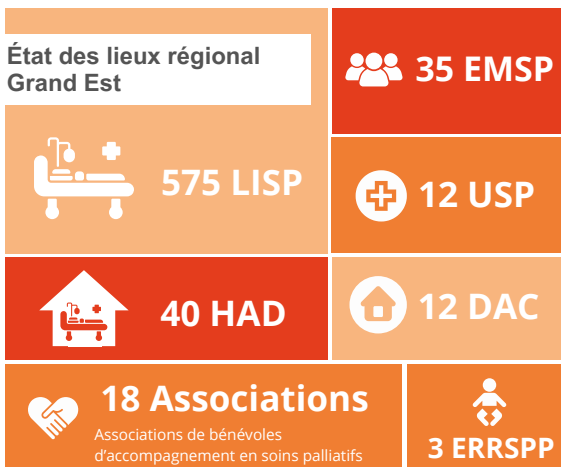 État des lieux régional
Grand Est
35 EMSP
575 LISP
12 USP
40 HAD
12 DAC
18 Associations
Associations de bénévoles
d'accompagnement en soins palliatifs
3 ERRSPP